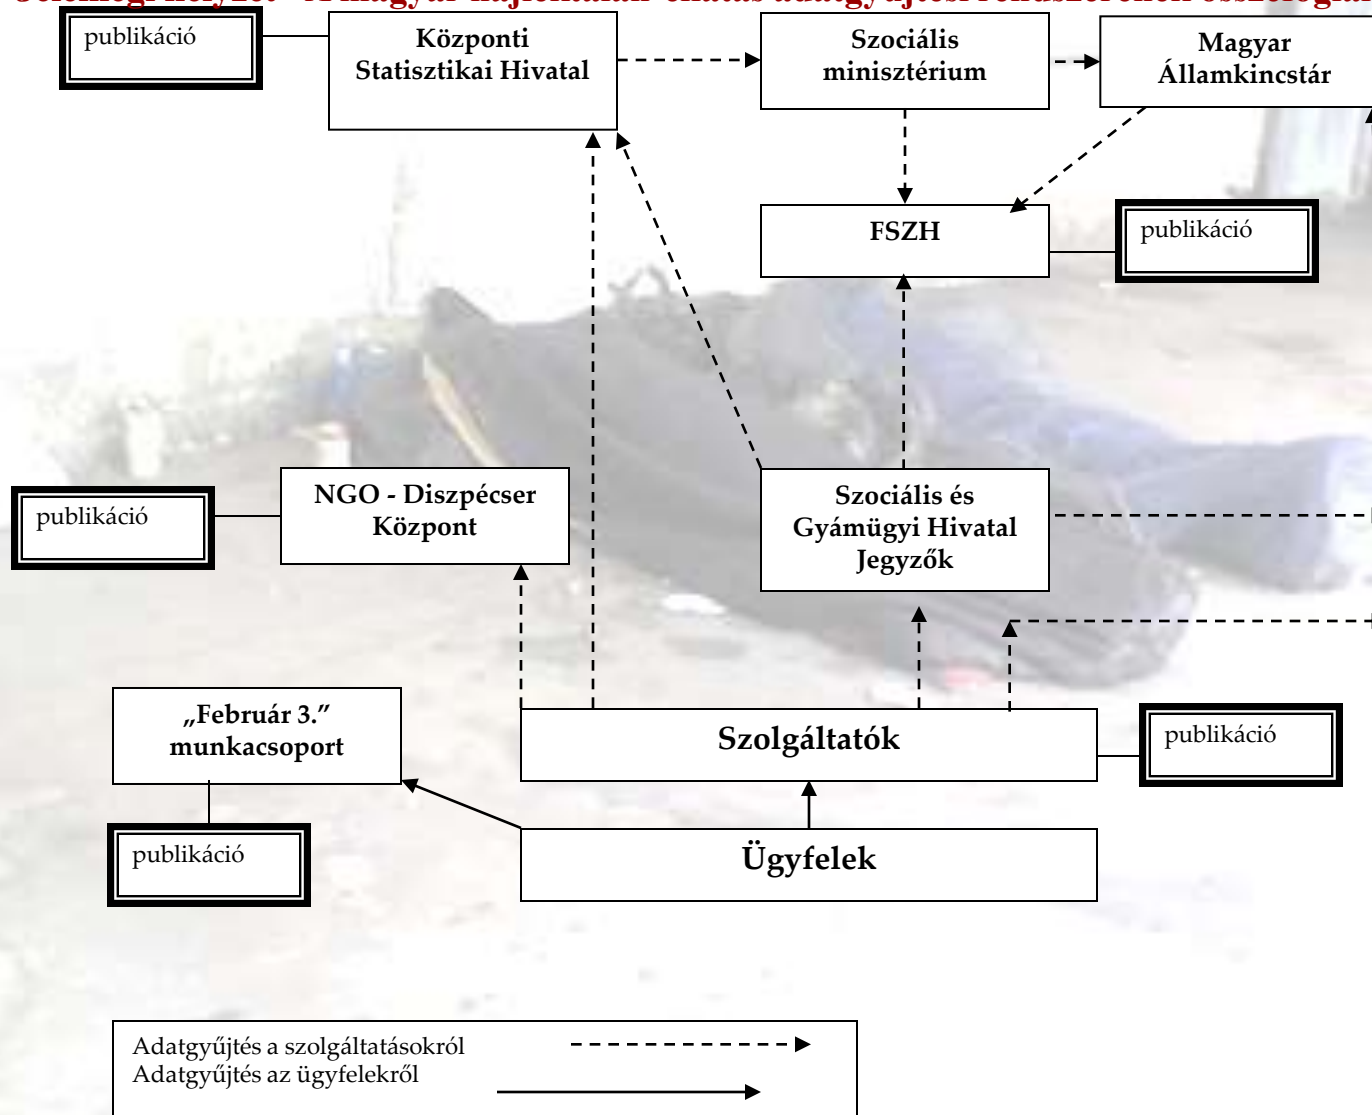 publikáció
Központi
Statisztikai Hivatal
Szociális
minisztérium
Magyar
Államkincstár
FSZH
publikáció
NGO - Diszpécser
Központ
publikáció
Szociális és
Gyámügyi Hivatal
Jegyzők
„Február 3.”
munkacsoport
Szolgáltatók
publikáció
publikáció
Ügyfelek
Adatgyűjtés a szolgáltatásokról
Adatgyűjtés az ügyfelekről